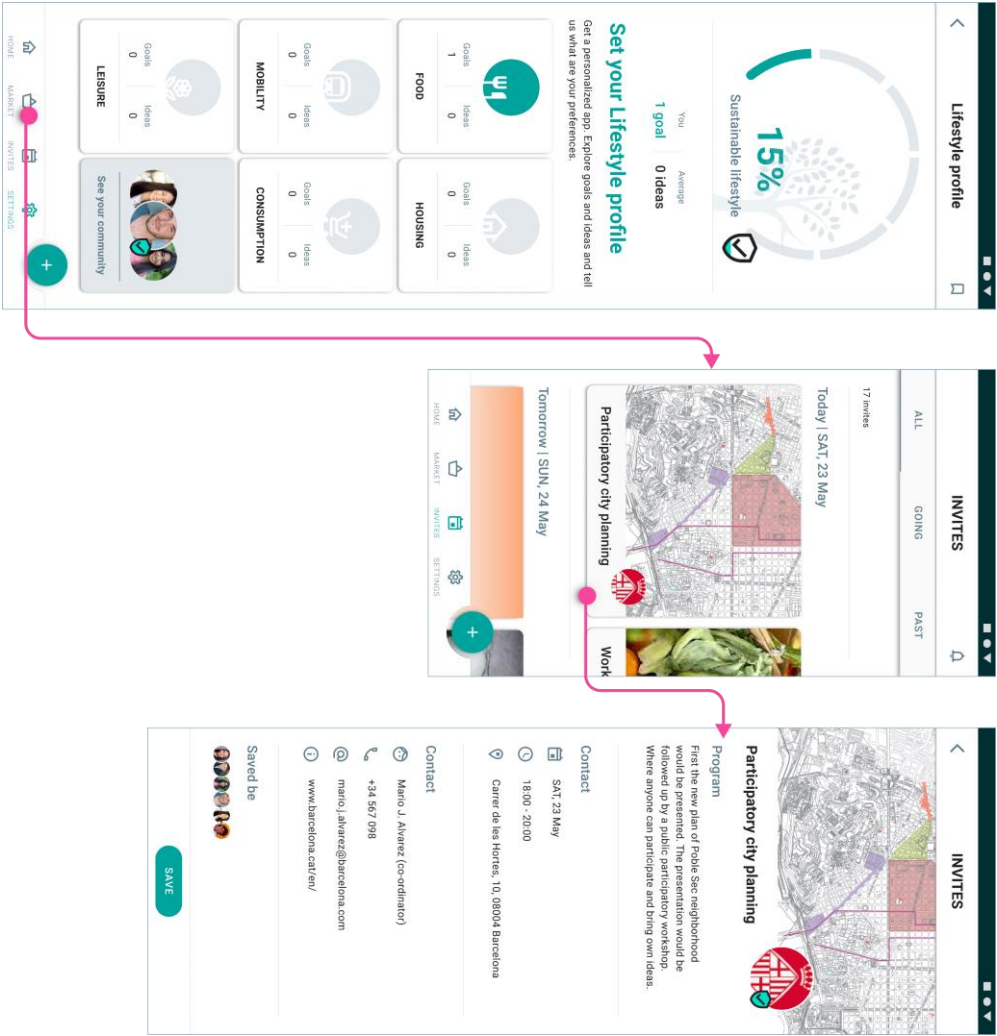 Lifestyle profile
15%
Sustainable lifestyle
You
Average
1 goal
0 ideas
Set your Lifestyle profile
Get a personalized app. Explore goals and ideas and tell
us what are your preferences.
Goals
Ideas
1
0
FOOD
Goals
Ideas
0
0
HOUSING
Goals
Ideas
0
0
MOBILITY
Goals
Ideas
0
0
CONSUMPTION
Goals
Ideas
0
0
LEISURE
See your community
+
HOME
MARKET
INVITES
SETTINGS
INVITES
ALL
GOING
PAST
17 invites
Today | SAT, 23 May
Participatory city planning
Work
Tomorrow | SUN, 24 May
+
HOME
MARKET
INVITES
SETTINGS
INVITES
Participatory city planning
Program
First the new plan of Poble Sec neighborhood
would be presented. The presentation would be
followed up by a public participatory workshop.
Where anyone can participate and bring own ideas.
Contact
SAT, 23 May
18:00 - 20:00
Carrer de les Hortes, 10, 08004 Barcelona
Contact
Mario J. Alvarez (co-ordinator)
+34 567 098
mario.j.alvarez@barcelona.com
www.barcelona.cat/en/
Saved be
SAVE